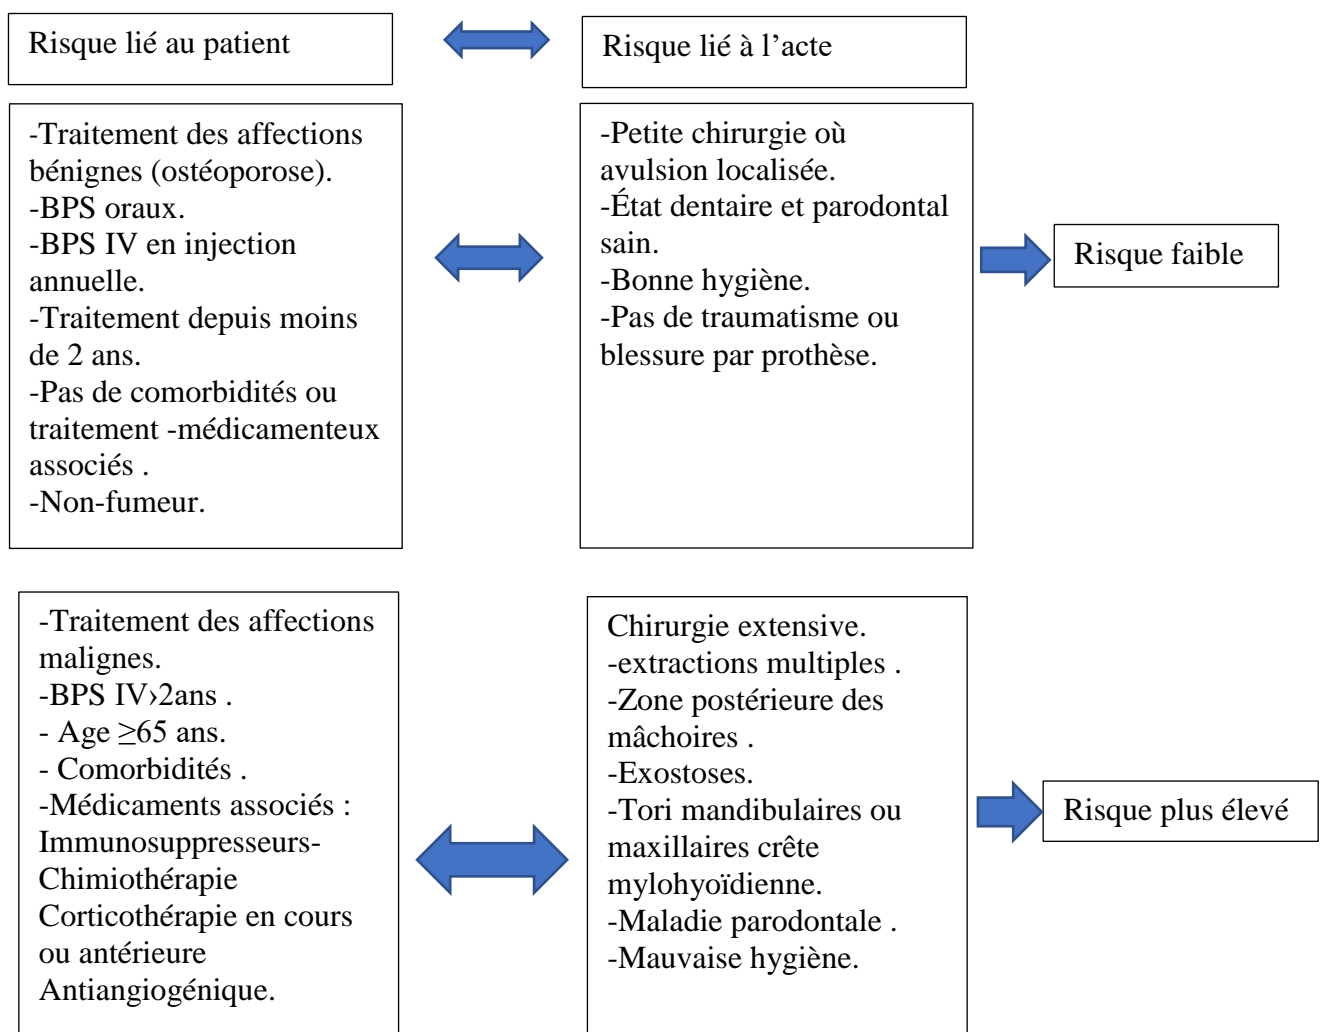 Risque lié au patient
Risque lié à l’acte
-Traitement des affections
bénignes (ostéoporose).
-BPS oraux.
-BPS IV en injection
annuelle.
-Traitement depuis moins
de 2 ans.
-Pas de comorbidités ou
traitement -médicamenteux
associés .
-Non-fumeur.
-Petite chirurgie où
avulsion localisée.
-État dentaire et parodontal
sain.
-Bonne hygiène.
-Pas de traumatisme ou
blessure par prothèse.
Risque faible
-Traitement des affections
malignes.
-BPS IV›2ans .
- Age ≥65 ans.
- Comorbidités .
-Médicaments associés :
Immunosuppresseurs-
Chimiothérapie
Corticothérapie en cours
ou antérieure
Antiangiogénique.
Chirurgie extensive.
-extractions multiples .
-Zone postérieure des
mâchoires .
-Exostoses.
-Tori mandibulaires ou
maxillaires crête
mylohyoïdienne.
-Maladie parodontale .
-Mauvaise hygiène.
Risque plus élevé